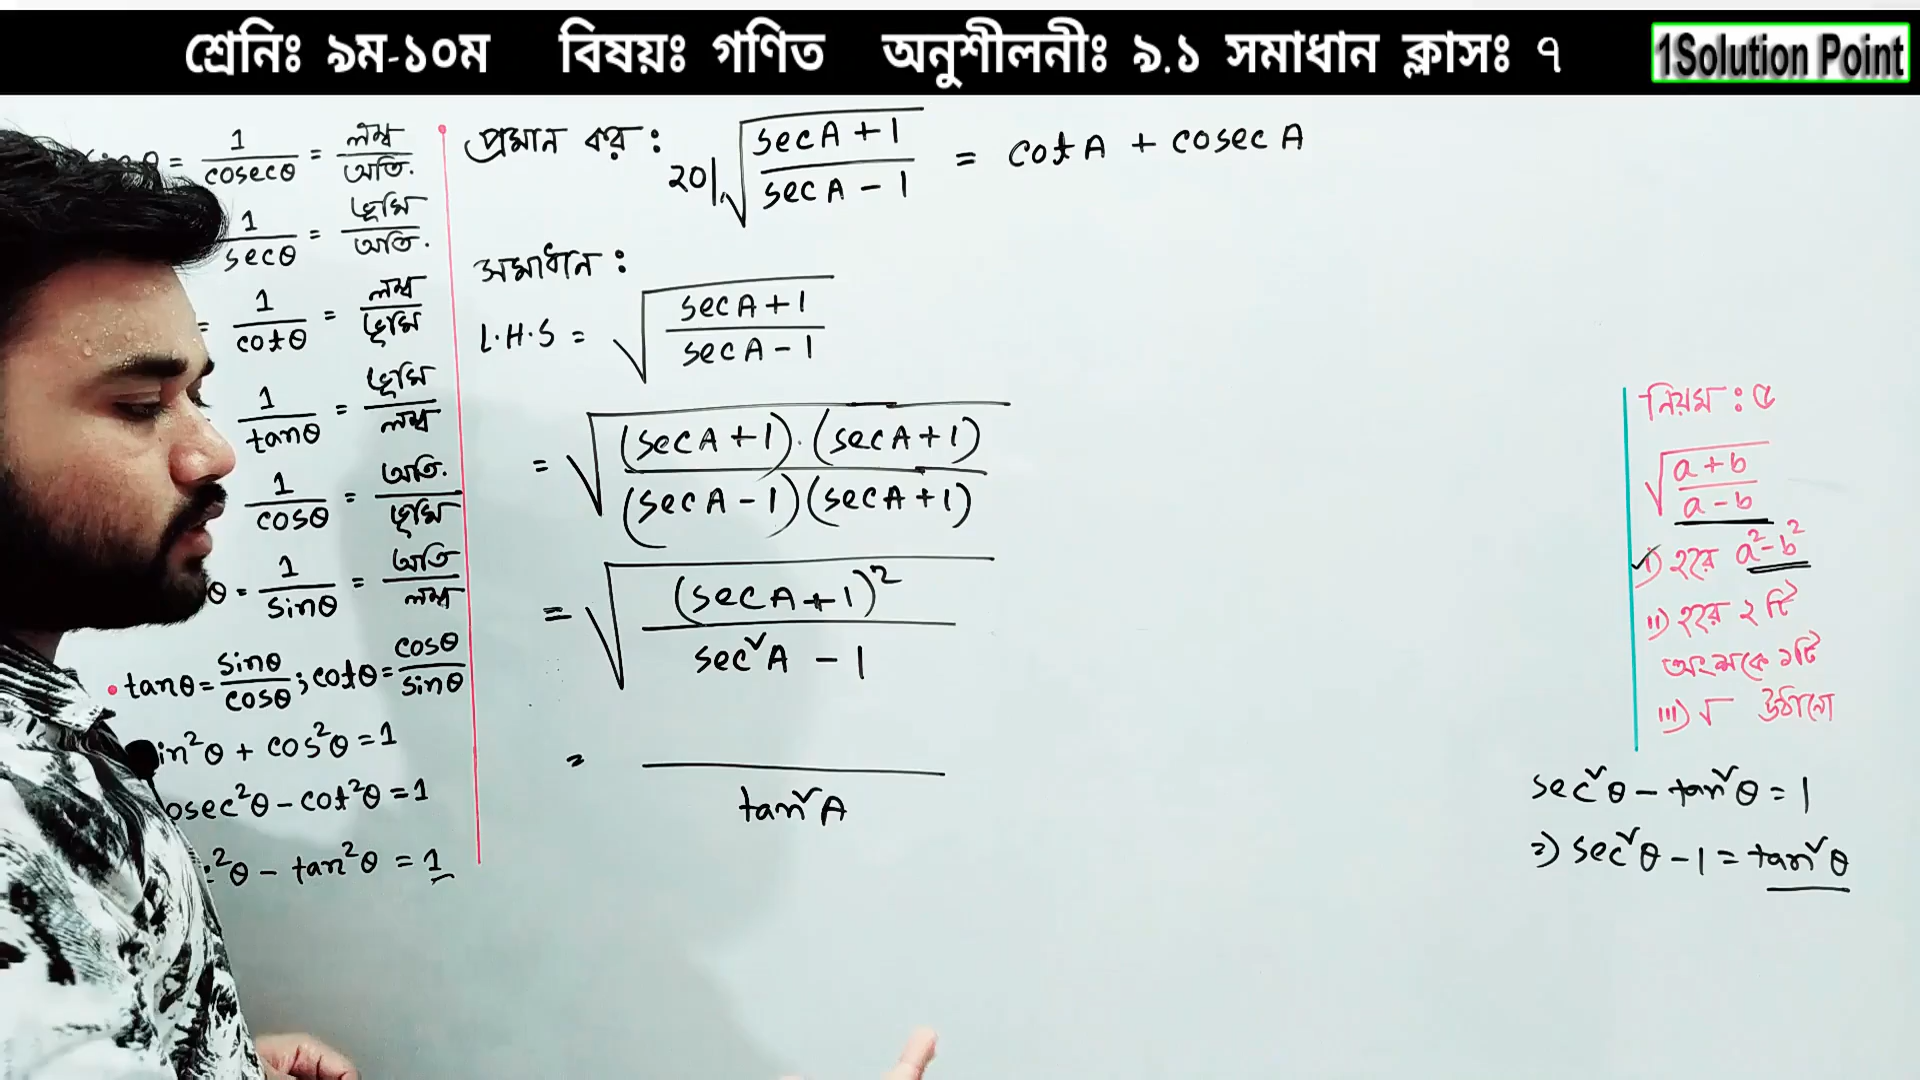 শ্রেনিঃ ৯ম-১০ম বিষয়ঃ গণিত অনুশীলনীঃ ৯.১ সমাধান ক্লাসঃ ৭
1Solution Point
= 1/cosecθ = লম্ব/অতি.
1/secθ = ভূমি/অতি.
= 1/cotθ = লম্ব/ভূমি
1/tanθ = ভূমি/লম্ব
1/cosθ = অতি./ভূমি
θ = 1/sinθ = অতি/লম্ব
• tanθ = sinθ/cosθ ; cotθ = cosθ/sinθ
in²θ + cos²θ = 1
osec²θ – cot²θ = 1
c²θ – tan²θ = 1
প্রমান কর :
20| √((secA + 1)/(secA – 1)) = cotA + cosecA
সমাধান :
L.H.S = √((secA + 1)/(secA – 1))
= √((secA + 1).(secA + 1)/(secA – 1)(secA + 1))
= √((secA + 1)²/(sec²A – 1))
= /tan²A
নিয়ম : ৫
√((a + b)/(a – b))
i) হরে a² – b²
ii) হরে ২ টি
অংশকে ১টি
iii) √ উঠানো
sec²θ – tan²θ = 1
⇒) sec²θ – 1 = tan²θ